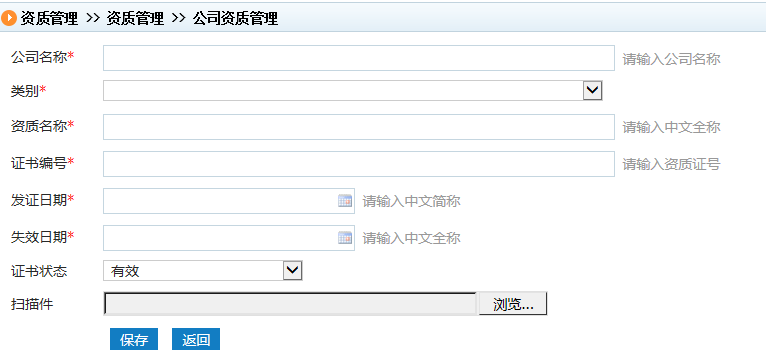 资质管理 >> 资质管理 >> 公司资质管理
公司名称* 请输入公司名称
类别*
资质名称* 请输入中文全称
证书编号* 请输入资质证号
发证日期* 请输入中文简称
失效日期* 请输入中文全称
证书状态 有效
扫描件 浏览...
保存 返回